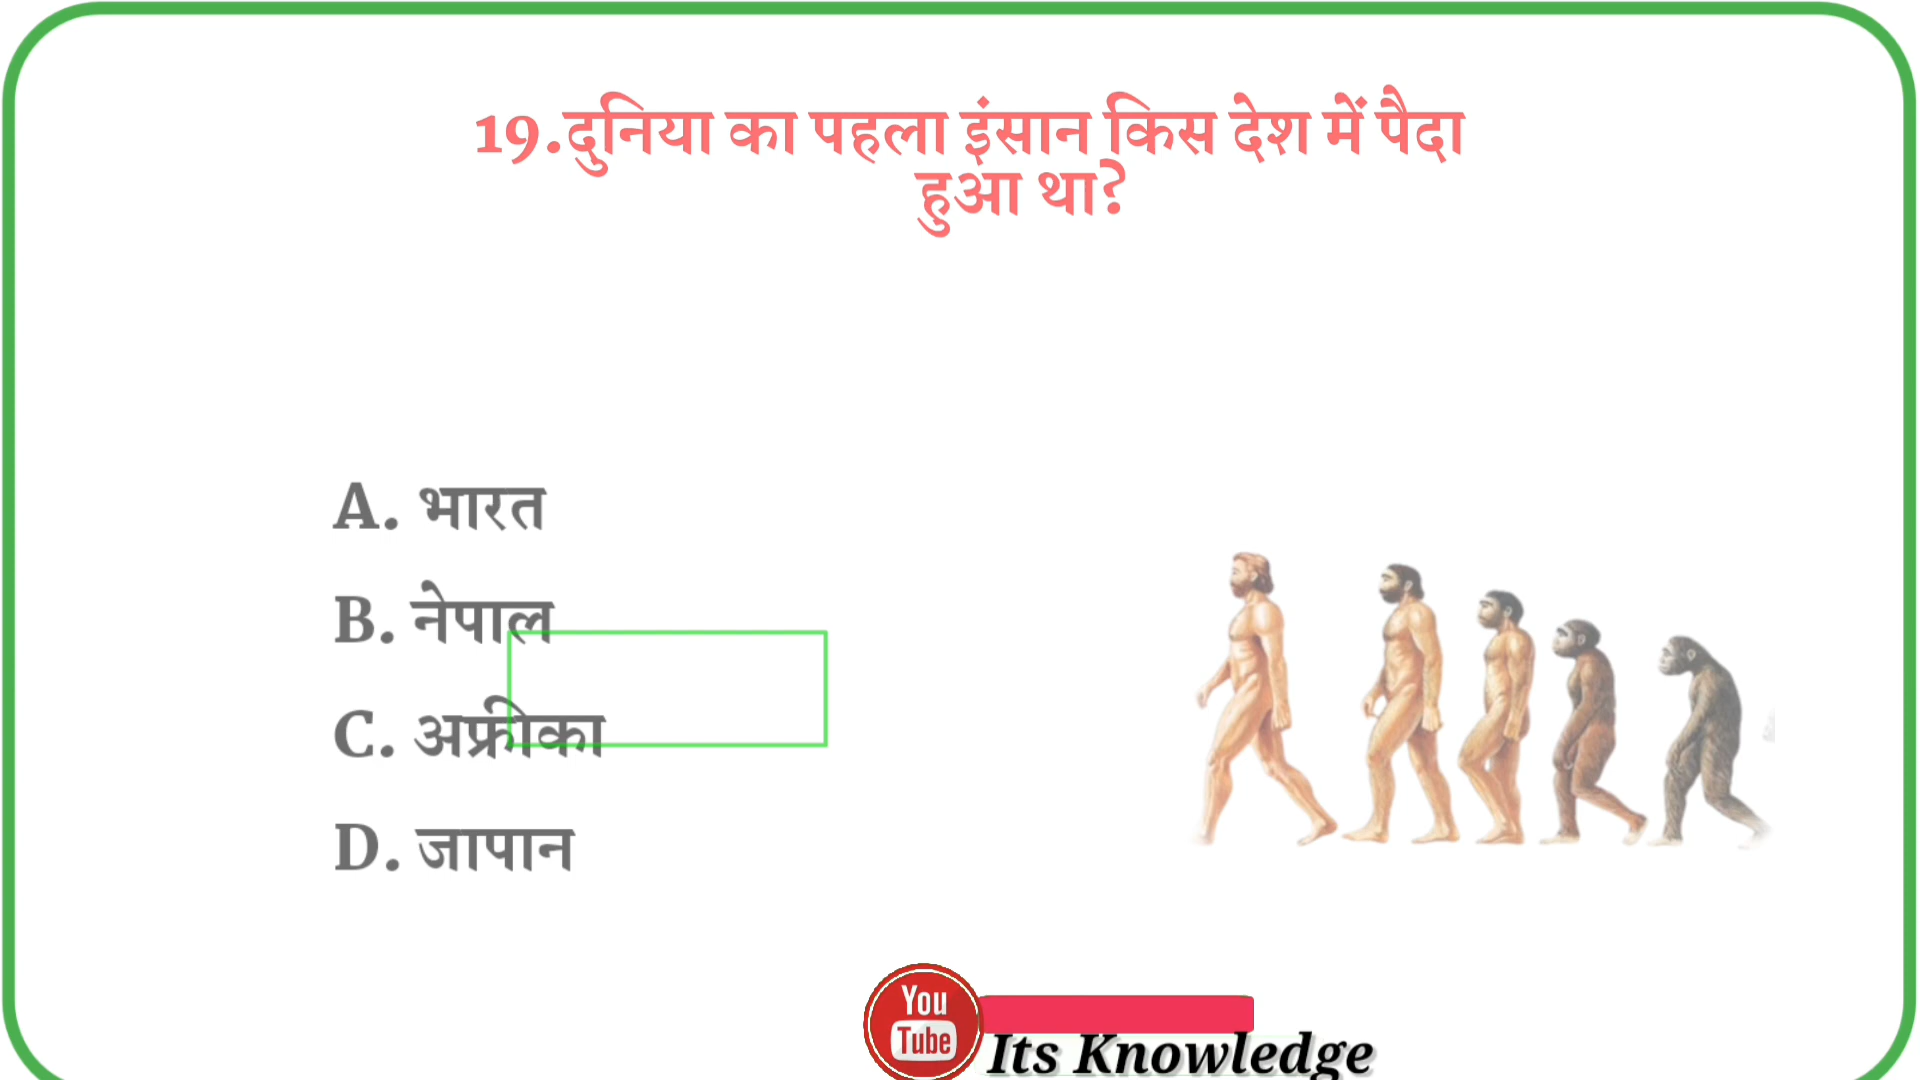 19.दुनिया का पहला इंसान किस देश में पैदा
हुआ था?
A. भारत
B. नेपाल
C. अफ्रीका
D. जापान
You
Tube
Its Knowledge